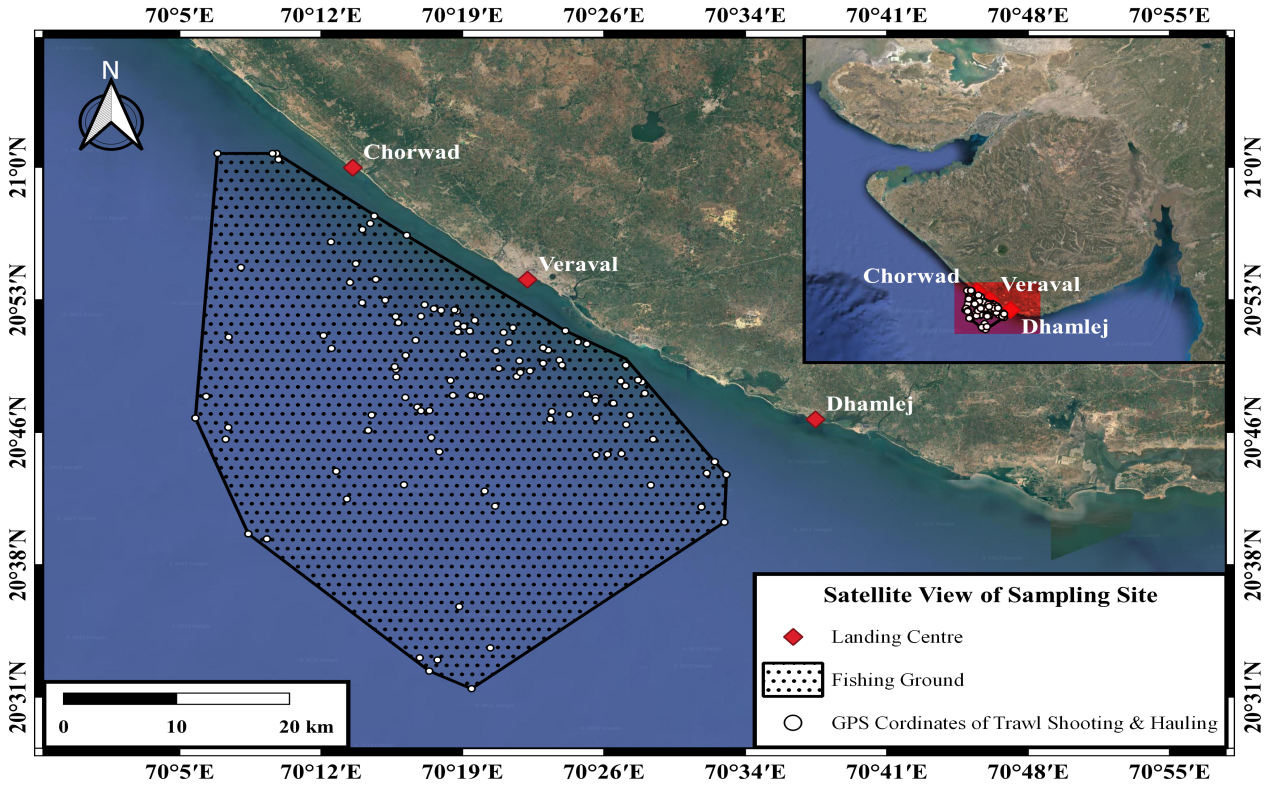 70°5′E 70°12′E 70°19′E 70°26′E 70°34′E 70°41′E 70°48′E 70°55′E
N
21°0′N
20°53′N
20°46′N
20°38′N
20°31′N
Chorwad
Veraval
Dhamlej
Chorwad
Veraval
Dhamlej
21°0′N
20°53′N
20°46′N
20°38′N
20°31′N
Satellite View of Sampling Site
Landing Centre
Fishing Ground
GPS Cordinates of Trawl Shooting & Hauling
0 10 20 km
70°5′E 70°12′E 70°19′E 70°26′E 70°34′E 70°41′E 70°48′E 70°55′E